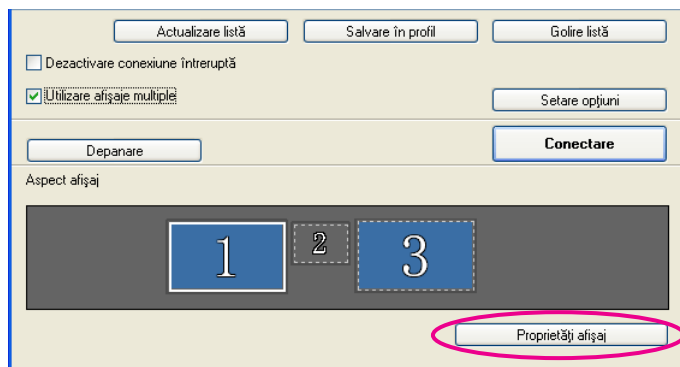 Actualizare listă Salvare în profil Golire listă
Dezactivare conexiune întreruptă
Utilizare afişaje multiple Setare opţiuni
Depanare Conectare
Aspect afişaj
1 2 3
Proprietăţi afişaj